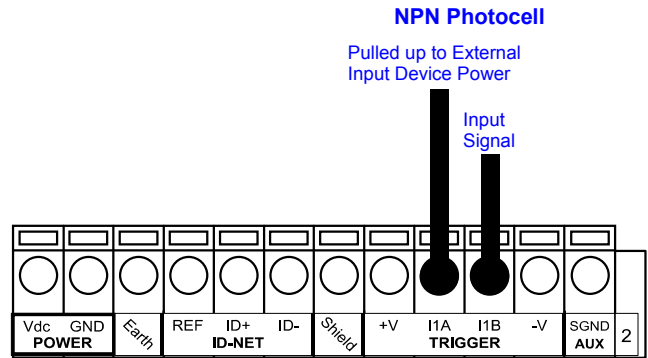 NPN Photocell
Pulled up to External
Input Device Power
Input
Signal
Vdc GND Earth REF ID+ ID- Shield +V I1A I1B -V SGND 2
POWER ID-NET TRIGGER AUX